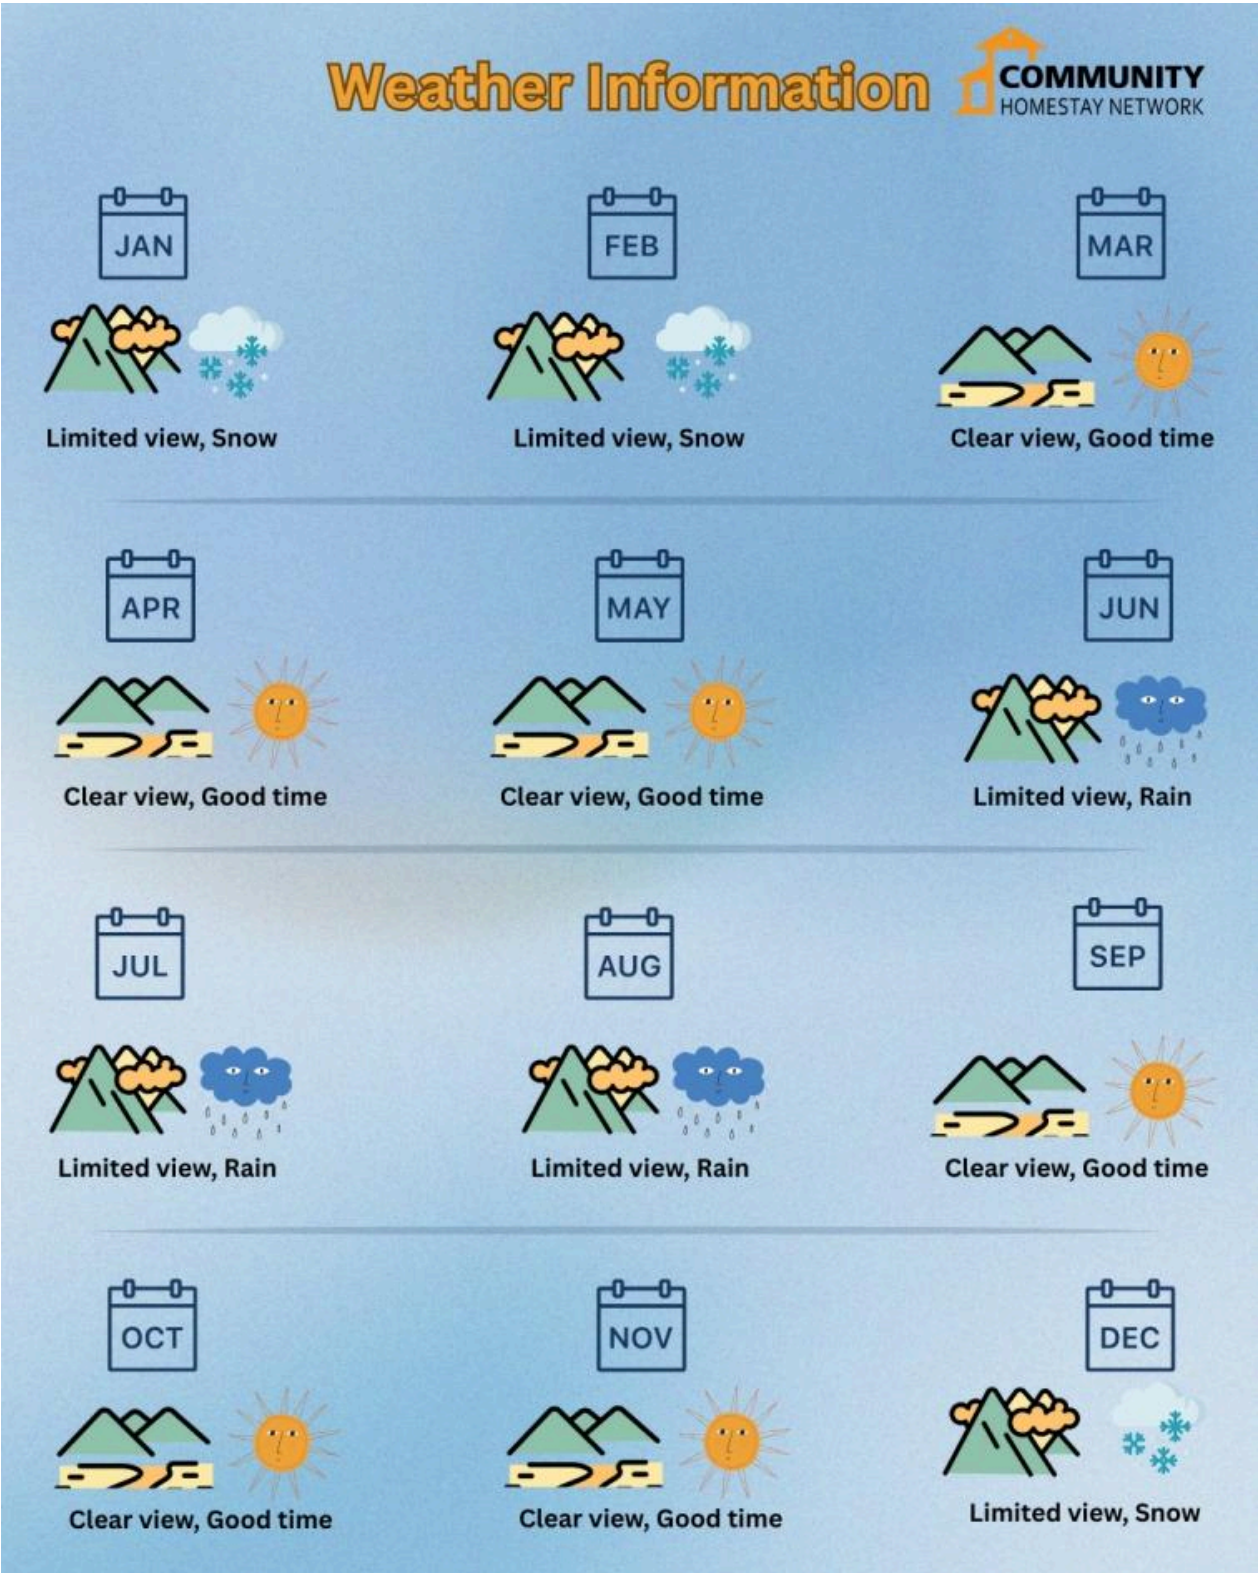 Weather Information
COMMUNITY
HOMESTAY NETWORK
JAN
FEB
MAR
Limited view, Snow
Limited view, Snow
Clear view, Good time
APR
MAY
JUN
Clear view, Good time
Clear view, Good time
Limited view, Rain
JUL
AUG
SEP
Limited view, Rain
Limited view, Rain
Clear view, Good time
OCT
NOV
DEC
Clear view, Good time
Clear view, Good time
Limited view, Snow